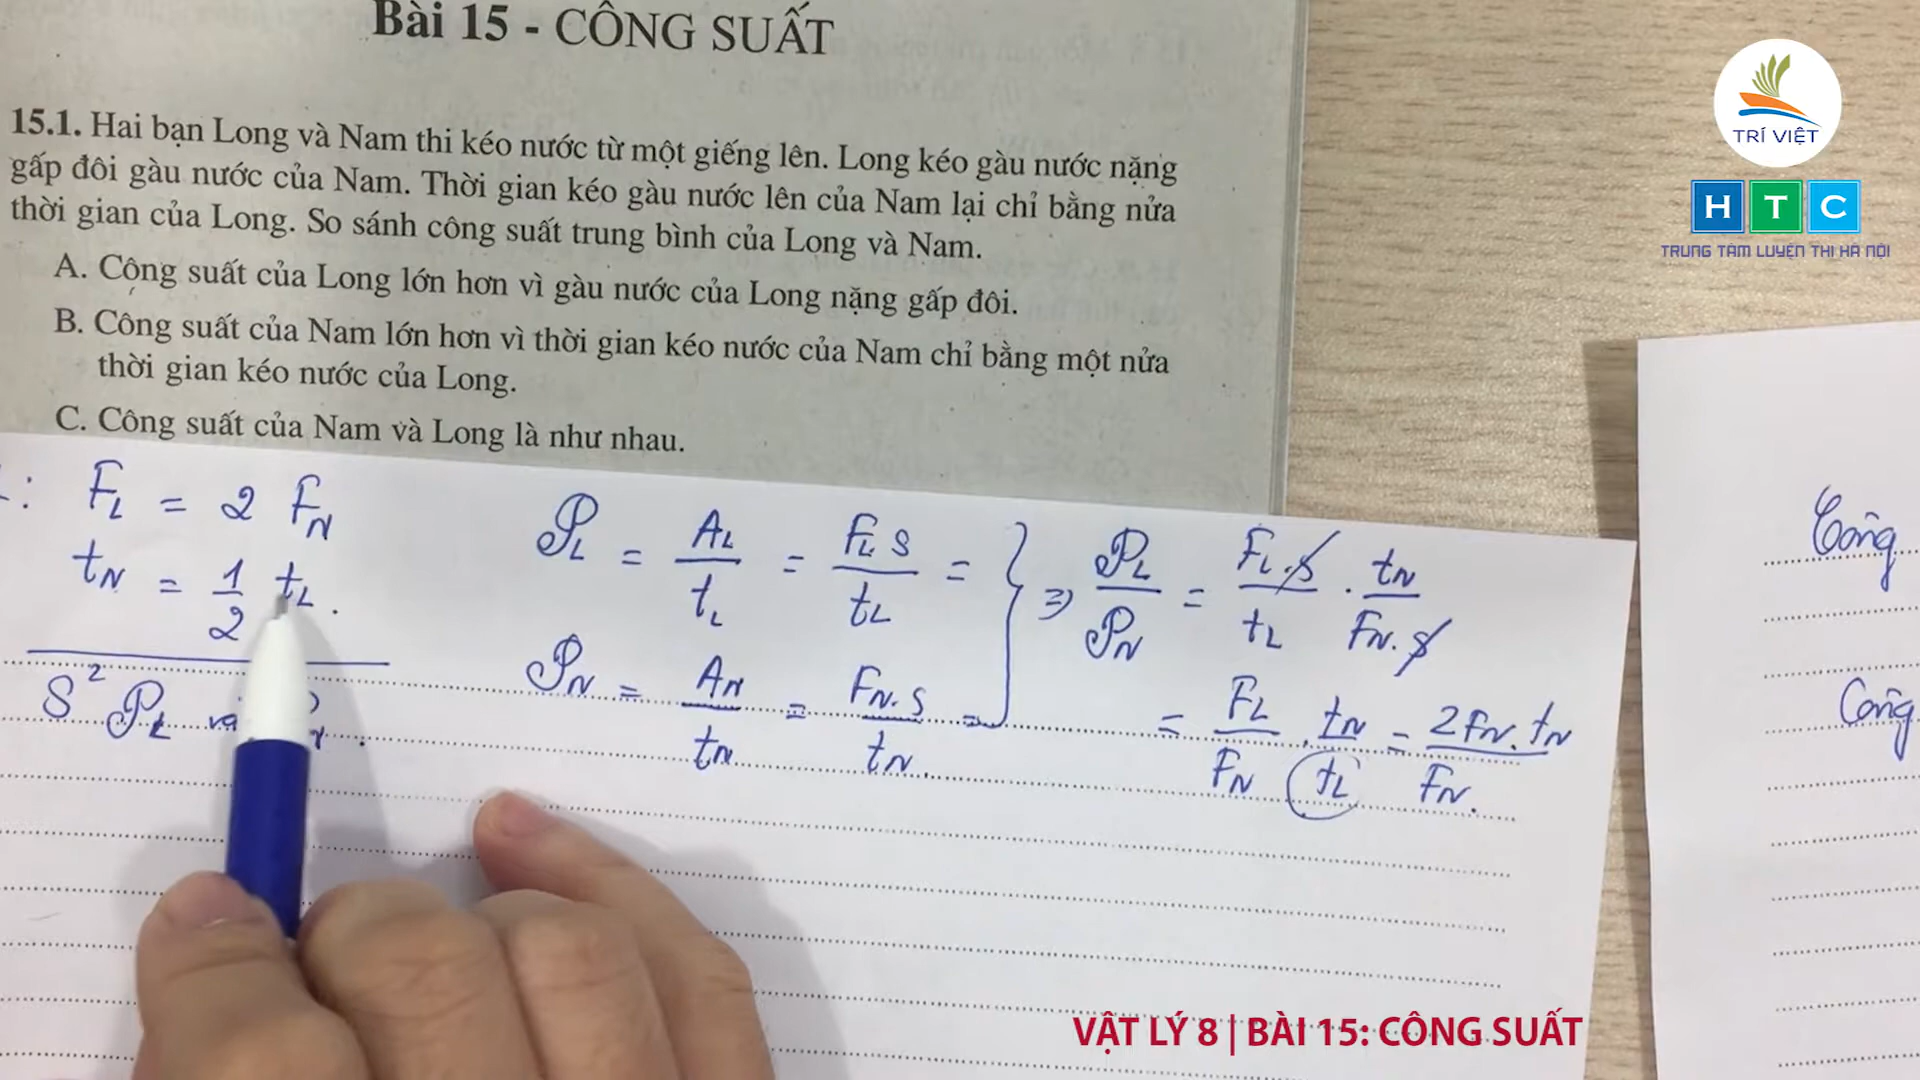 Bài 15 - CÔNG SUẤT
15.1. Hai bạn Long và Nam thi kéo nước từ một giếng lên. Long kéo gàu nước nặng
gấp đôi gàu nước của Nam. Thời gian kéo gàu nước lên của Nam lại chỉ bằng nửa
thời gian của Long. So sánh công suất trung bình của Long và Nam.
A. Công suất của Long lớn hơn vì gàu nước của Long nặng gấp đôi.
B. Công suất của Nam lớn hơn vì thời gian kéo nước của Nam chỉ bằng một nửa
thời gian kéo nước của Long.
C. Công suất của Nam và Long là như nhau.
: F_L = 2 F_N
t_N = 1/2 t_L.
S² 𝒫_L
𝒫_L = A_L/t_L = F_L S/t_L =
𝒫_N = A_N/t_N = F_N.S/t_N =
} => 𝒫_L/𝒫_N = F_L.S/t_L . t_N/F_N.S
= F_L/F_N . t_N/t_L = 2F_N.t_N/F_N.
Công
Công
TRÍ VIỆT
HTC
TRUNG TÂM LUYỆN THI HÀ NỘI
VẬT LÝ 8 | BÀI 15: CÔNG SUẤT